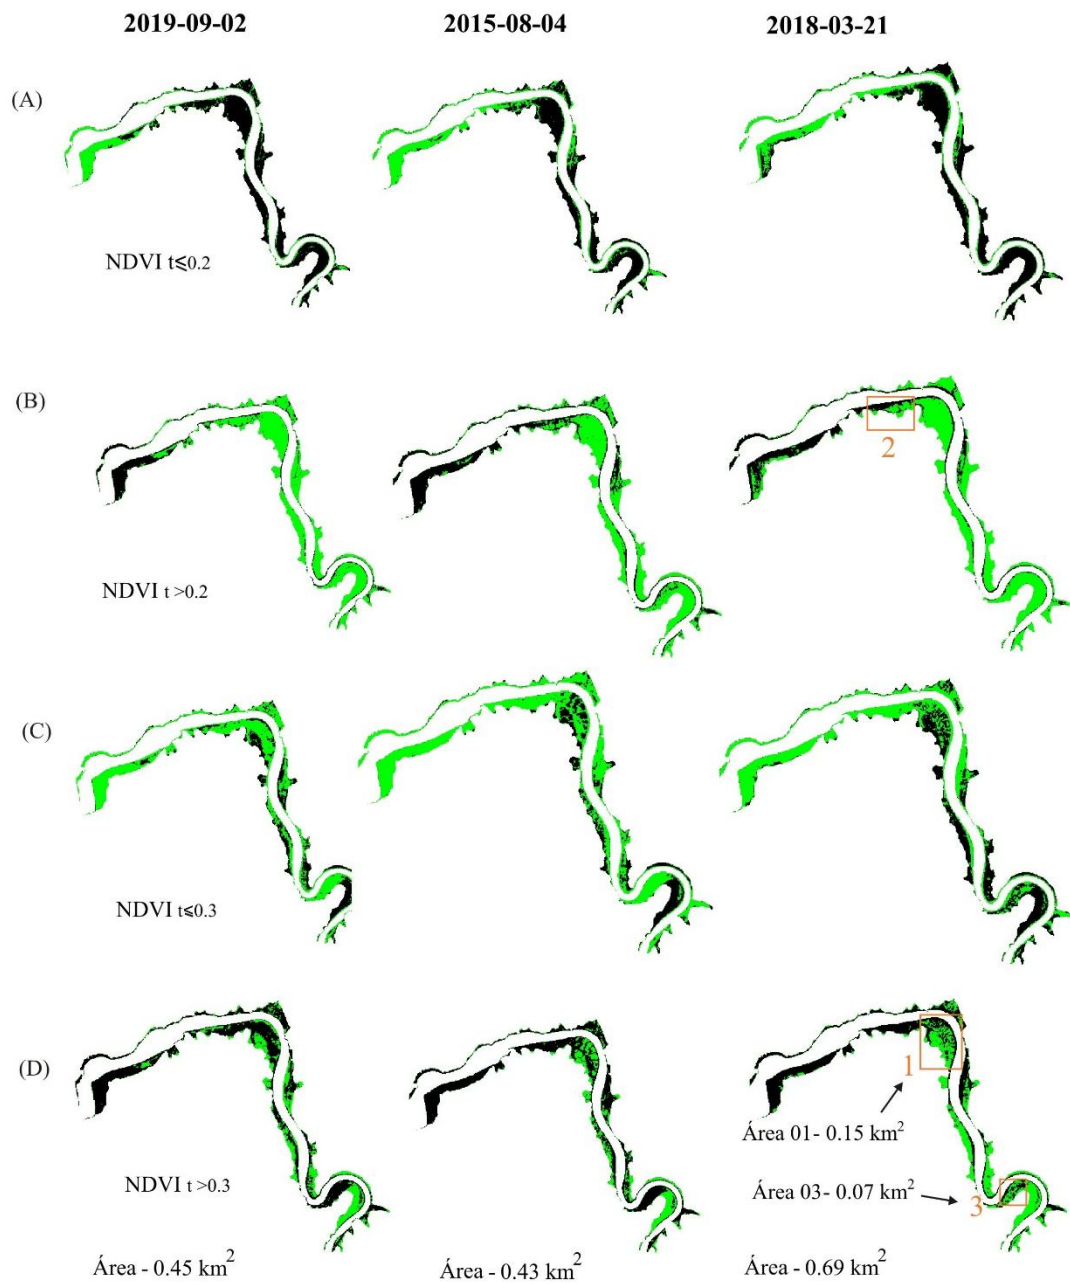 2019-09-02 2015-08-04 2018-03-21
(A)
NDVI t⩽0.2
(B)
2
NDVI t >0.2
(C)
NDVI t⩽0.3
(D)
1
Área 01- 0.15 km²
NDVI t >0.3
Área 03- 0.07 km²
3
Área - 0.45 km² Área - 0.43 km² Área - 0.69 km²